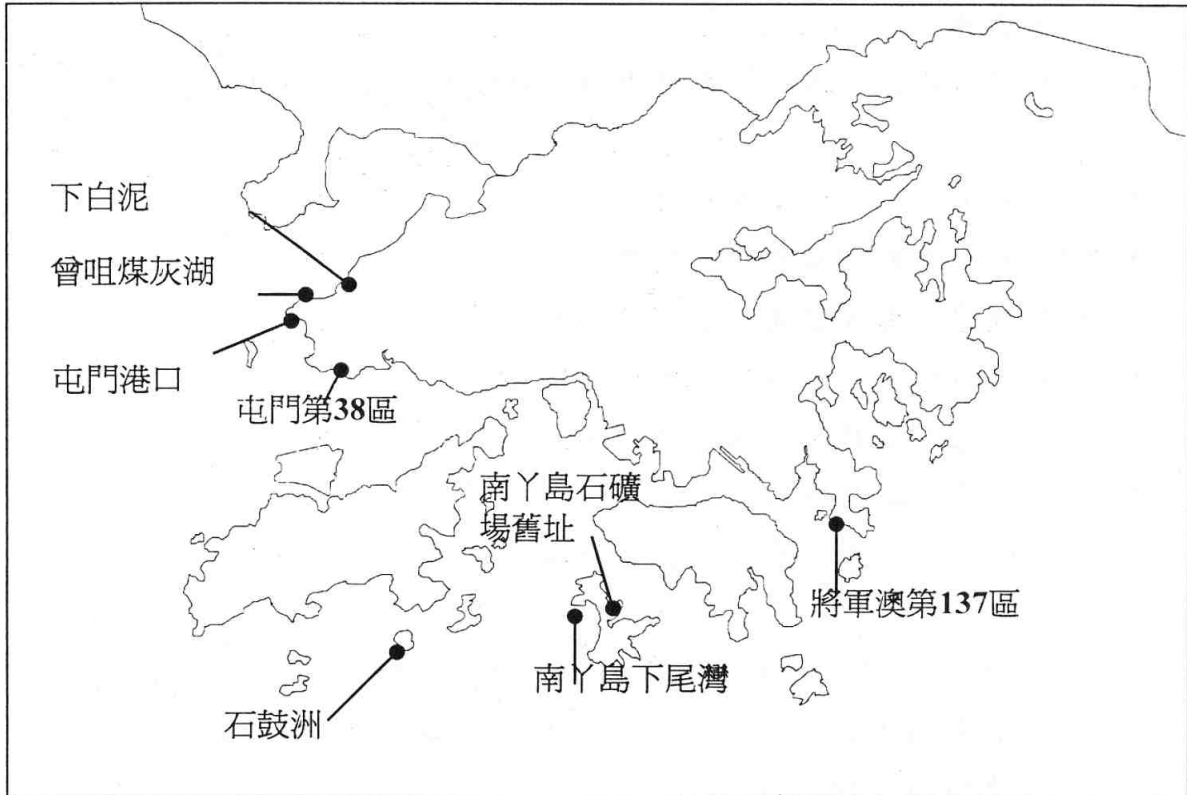 下白泥
曾咀煤灰湖
屯門港口
屯門第38區
南丫島石礦
場舊址
將軍澳第137區
南丫島下尾灣
石鼓洲